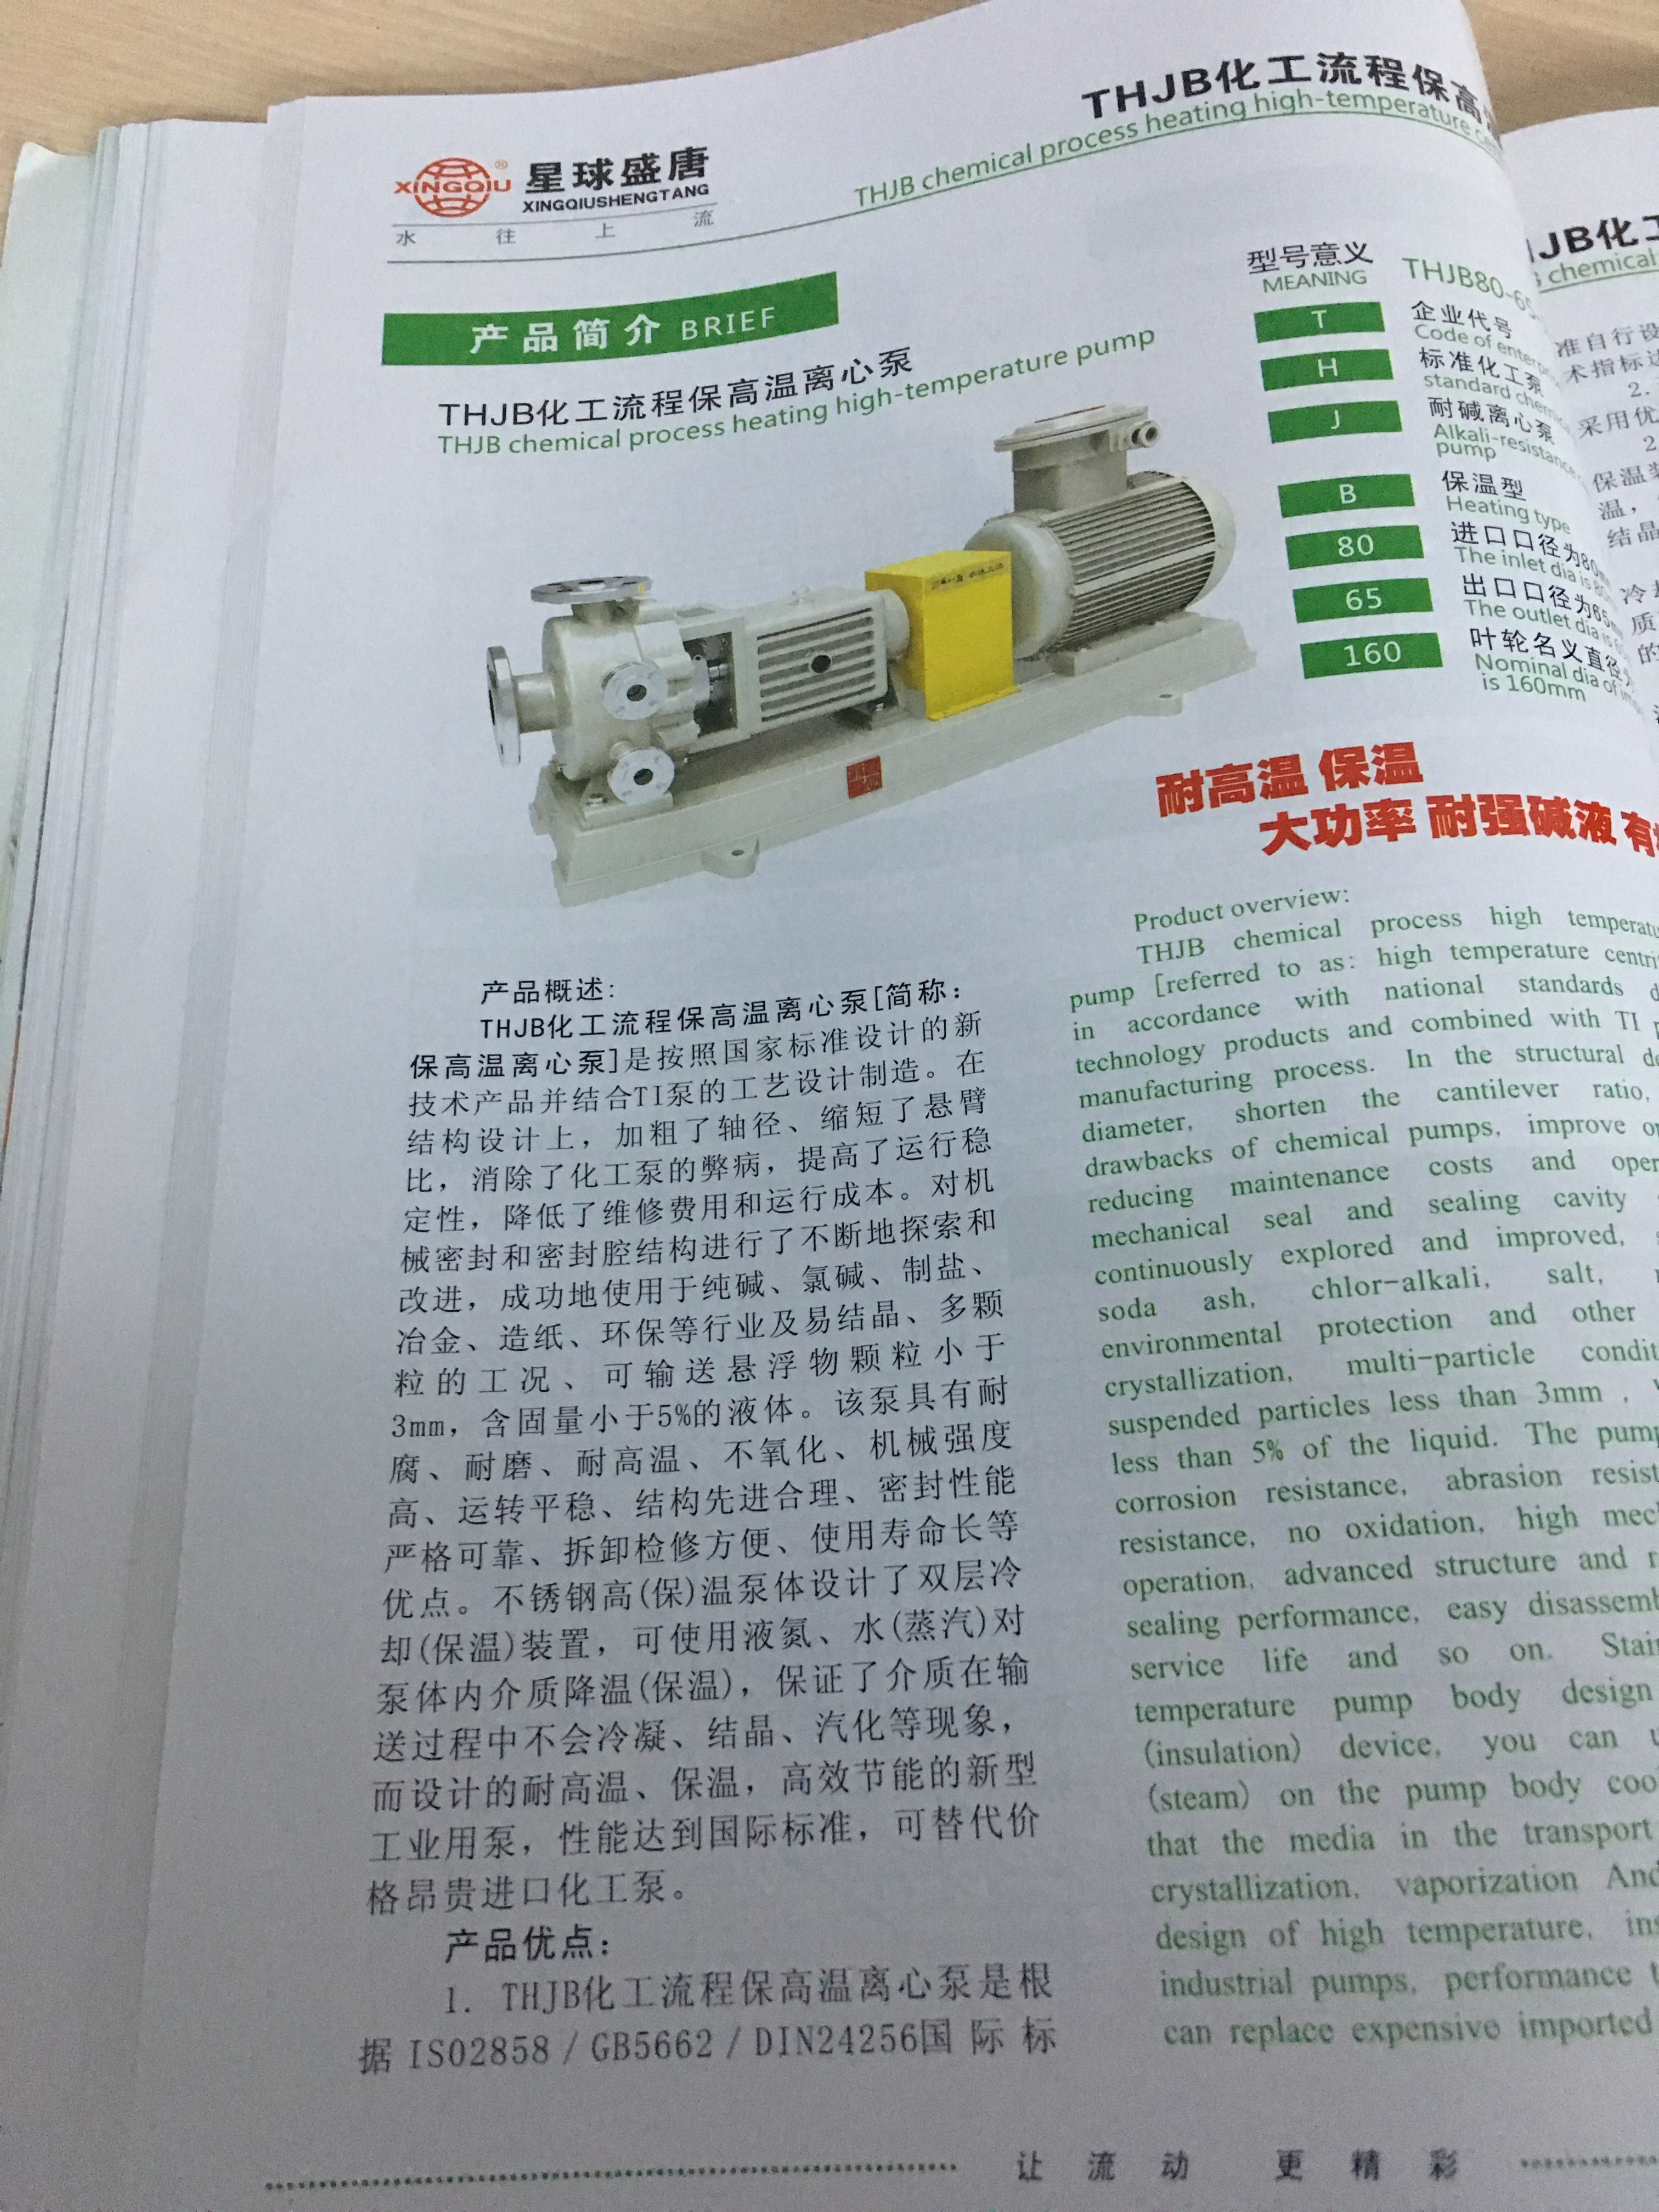 THJB化工流程保高
THJB chemical process heating high-temperature
XINGQIU®
星球盛唐
XINGQIUSHENGTANG
水往上流
产品简介 BRIEF
THJB化工流程保高温离心泵
THJB chemical process heating high-temperature pump
型号意义
MEANING
THJB80-65
T
企业代号
Code of
H
标准化工泵
standard
J
耐碱离心泵
Alkali-resistance
pump
B
保温型
Heating type
80
进口口径为80
The inlet dia is
65
出口口径为65
The outlet dia is
160
叶轮名义直径
Nominal dia of
is 160mm
耐高温 保温
大功率 耐强碱液 有
产品概述:
THJB化工流程保高温离心泵[简称:
保高温离心泵]是按照国家标准设计的新
技术产品并结合TI泵的工艺设计制造。在
结构设计上，加粗了轴径、缩短了悬臂
比，消除了化工泵的弊病，提高了运行稳
定性，降低了维修费用和运行成本。对机
械密封和密封腔结构进行了不断地探索和
改进，成功地使用于纯碱、氯碱、制盐、
冶金、造纸、环保等行业及易结晶、多颗
粒的工况、可输送悬浮物颗粒小于
3mm，含固量小于5%的液体。该泵具有耐
腐、耐磨、耐高温、不氧化、机械强度
高、运转平稳、结构先进合理、密封性能
严格可靠、拆卸检修方便、使用寿命长等
优点。不锈钢高(保)温泵体设计了双层冷
却(保温)装置，可使用液氮、水(蒸汽)对
泵体内介质降温(保温)，保证了介质在输
送过程中不会冷凝、结晶、汽化等现象，
而设计的耐高温、保温，高效节能的新型
工业用泵，性能达到国际标准，可替代价
格昂贵进口化工泵。
产品优点:
1. THJB化工流程保高温离心泵是根
据 ISO2858/GB5662/DIN24256国际标
Product overview:
THJB chemical process high
pump [referred to as: high temperature
in accordance with national standards
technology products and combined with TI
manufacturing process. In the structural
diameter, shorten the cantilever ratio,
drawbacks of chemical pumps, improve
reducing maintenance costs and
mechanical seal and sealing cavity
continuously explored and improved,
soda ash, chlor-alkali, salt,
environmental protection and other
crystallization, multi-particle
suspended particles less than 3mm ,
less than 5% of the liquid. The
corrosion resistance, abrasion
resistance, no oxidation, high
operation, advanced structure and
sealing performance, easy
service life and so on.
temperature pump body design
(insulation) device, you can
(steam) on the pump body
that the media in the transport
crystallization, vaporization And
design of high temperature,
industrial pumps, performance
can replace expensive imported
JB化
chemical
准自行设
术指标达
2.
采用优
2
保温
温，
结晶
冷
质
的
让流动 更精彩